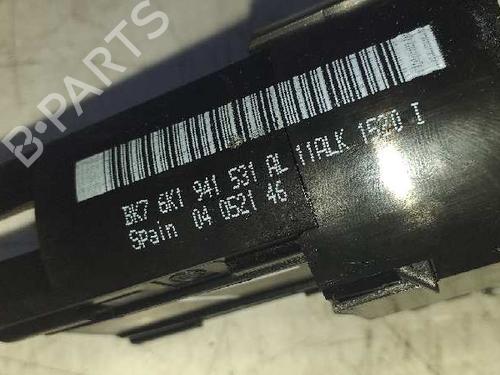 B-PARTS
BK7 6K1 941 531 AL 11ALK 1520 I
Spain 04 0521 46